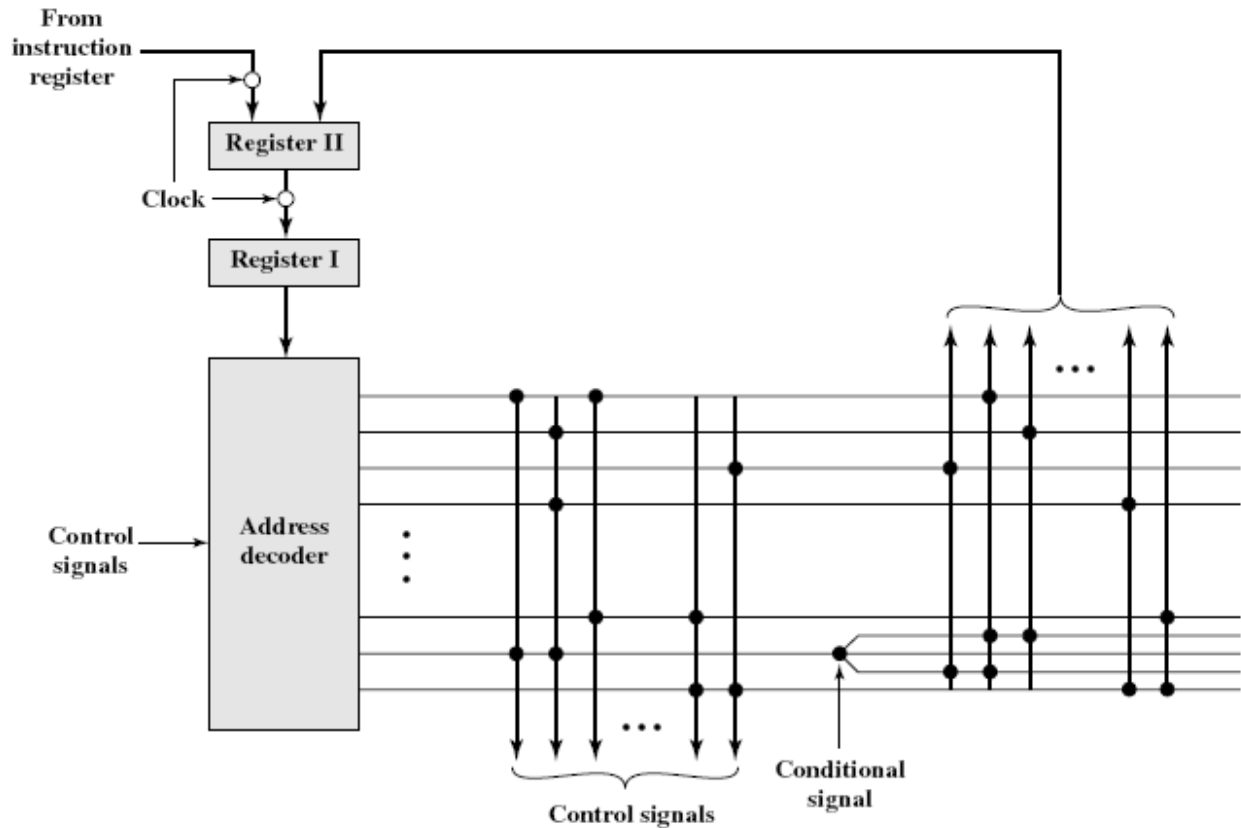 From
instruction
register
Register II
Clock
Register I
Address
decoder
Control
signals
Conditional
signal
Control signals